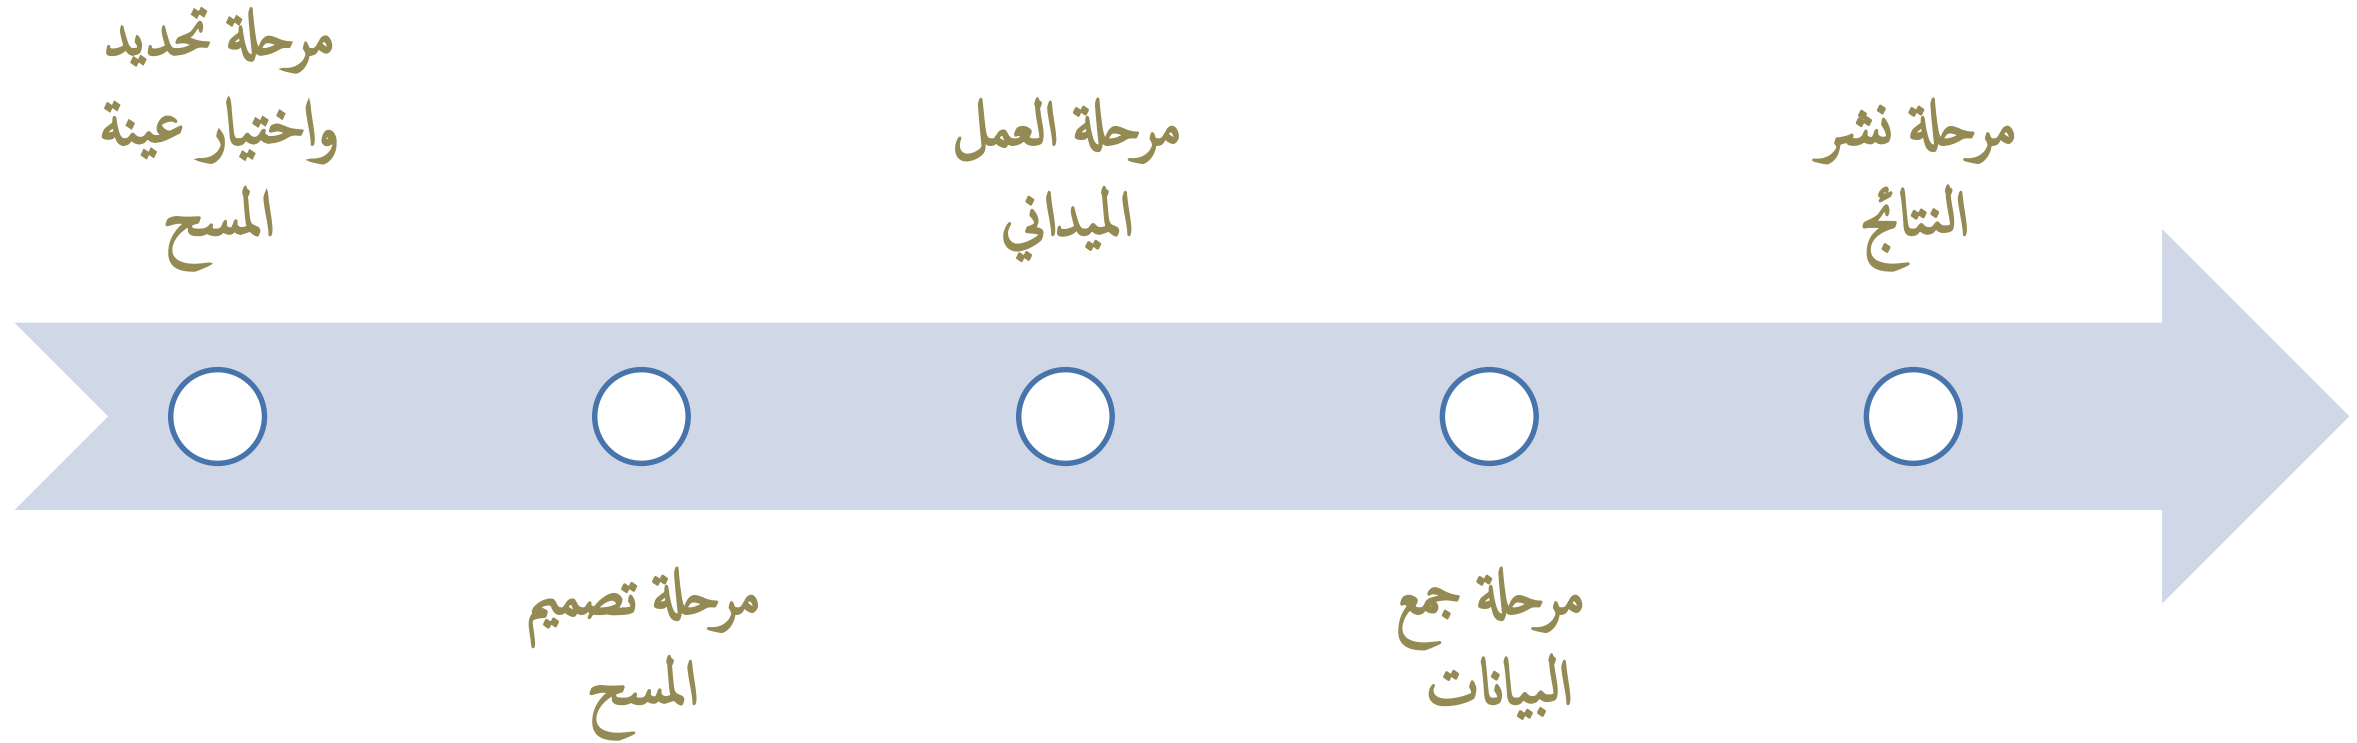 مرحلة تحديد
واختيار عينة
المسح
مرحلة تصميم
المسح
مرحلة العمل
الميداني
مرحلة جمع
البيانات
مرحلة نشر
النتائج